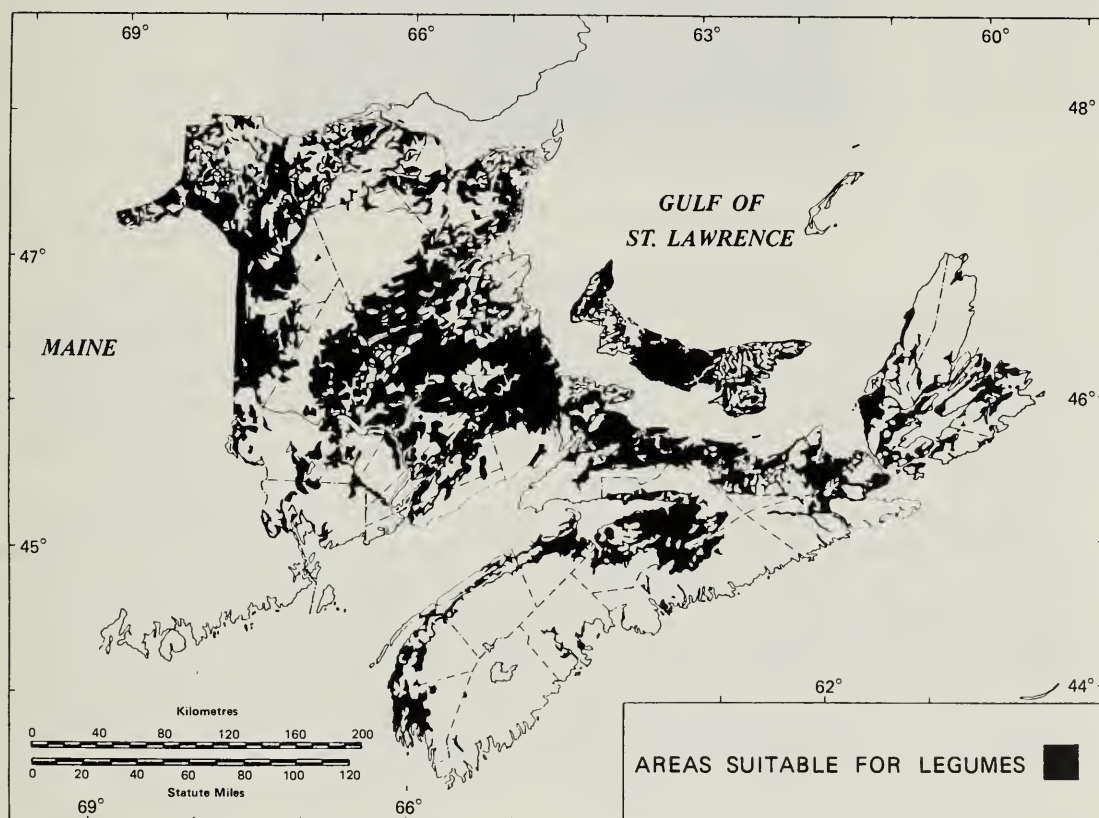 69° 66° 63° 60°
48°
GULF OF
ST. LAWRENCE
47°
MAINE
46°
45°
44°
62°
Kilometres
0 40 80 120 160 200
0 20 40 60 80 100 120
Statute Miles
69° 66°
AREAS SUITABLE FOR LEGUMES